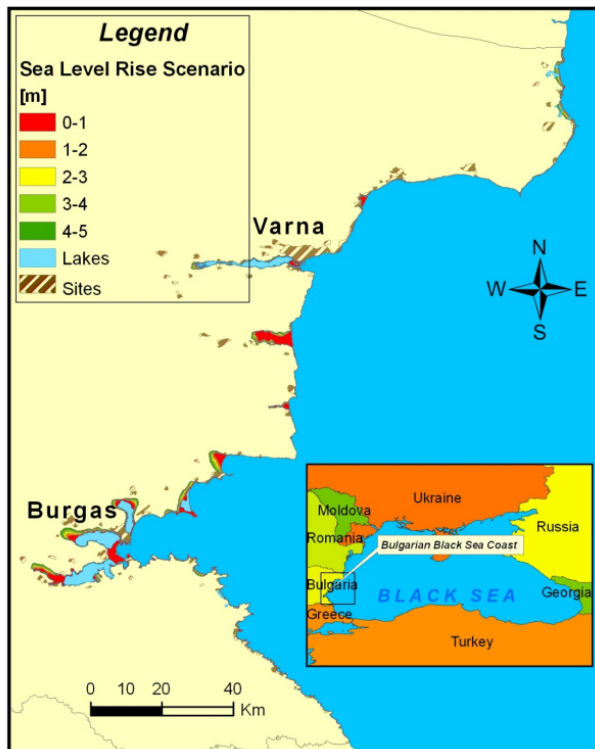 Legend
Sea Level Rise Scenario
[m]
0-1
1-2
2-3
3-4
4-5
Lakes
Sites
Varna
N
W E
S
Burgas
Ukraine
Moldova
Russia
Romania
Bulgarian Black Sea Coast
Bulgaria
BLACK SEA
Georgia
Greece
Turkey
0 10 20 40
Km